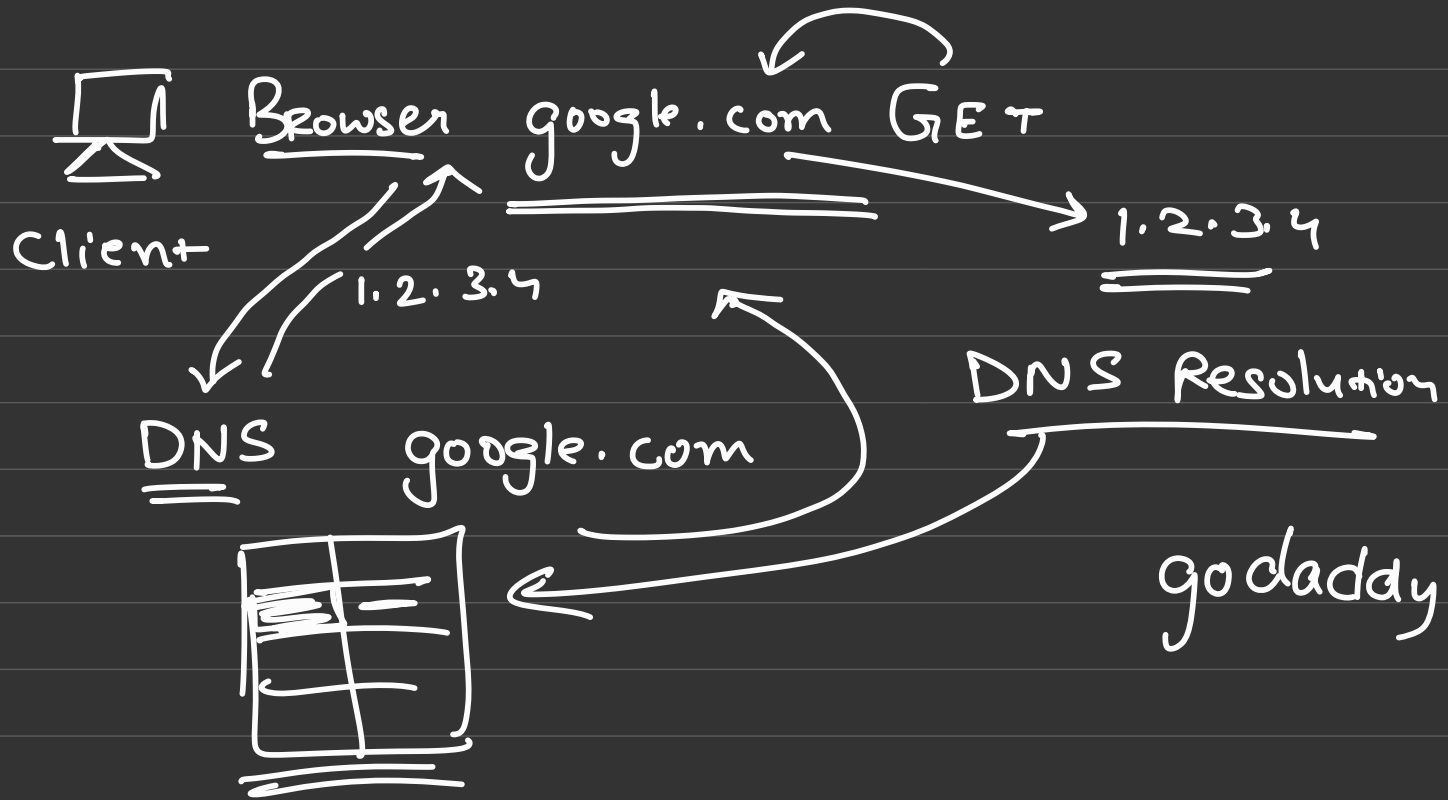 Browser google.com GET
Client
1.2.3.4
1.2.3.4
DNS Resolution
DNS google.com
godaddy